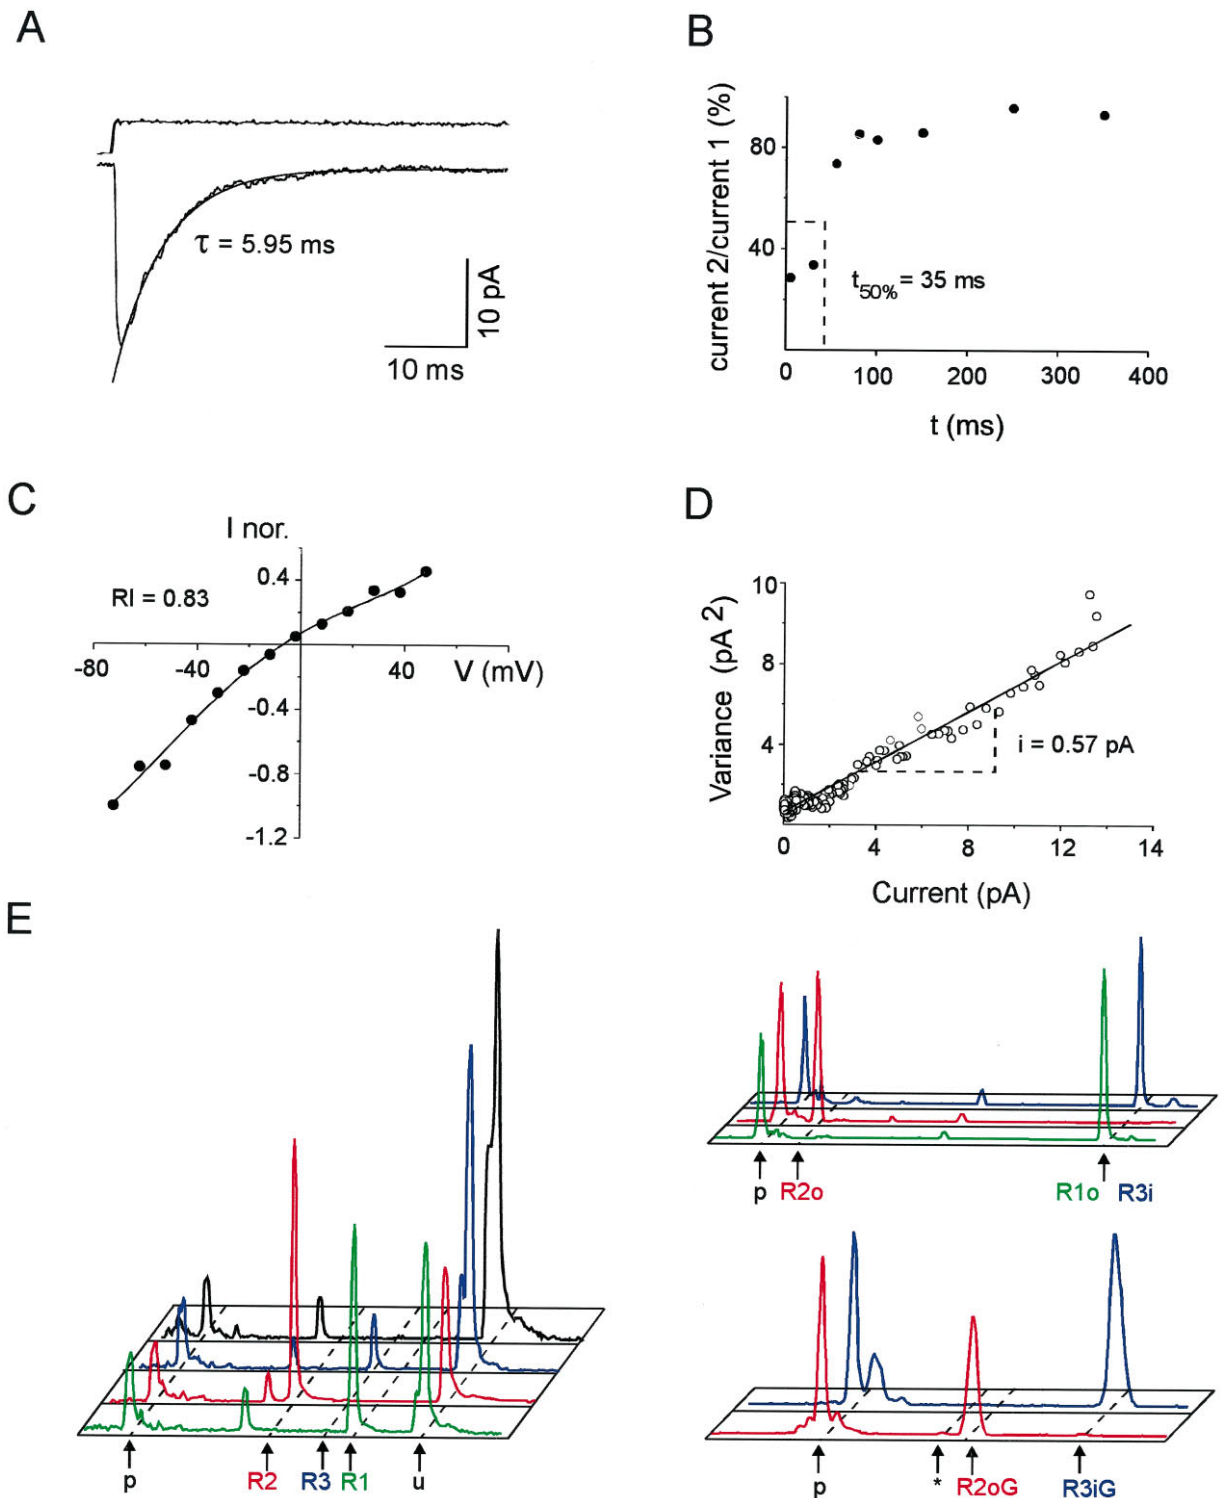 A
τ = 5.95 ms
10 pA
10 ms
B
current 2/current 1 (%)
80
40
t50% = 35 ms
0 100 200 300 400
t (ms)
C
I nor.
0.4
RI = 0.83
-80 -40 40 V (mV)
-0.4
-0.8
-1.2
D
Variance (pA 2)
10
8
4
i = 0.57 pA
0 4 8 12 14
Current (pA)
E
p R2 R3 R1 u
p R2o R1o R3i
p * R2oG R3iG